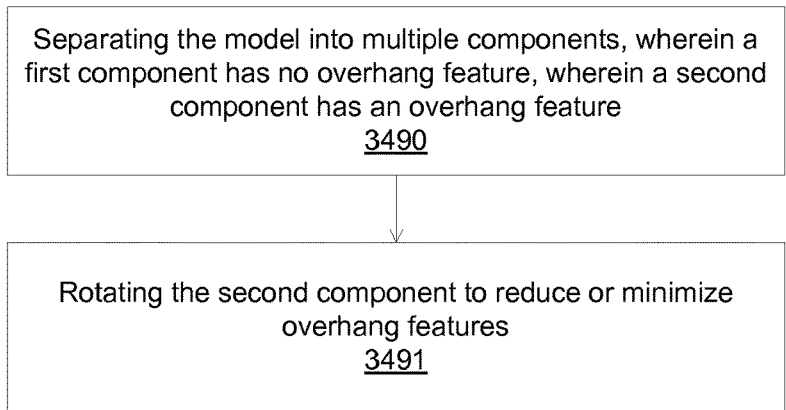 Separating the model into multiple components, wherein a
first component has no overhang feature, wherein a second
component has an overhang feature
3490
Rotating the second component to reduce or minimize
overhang features
3491